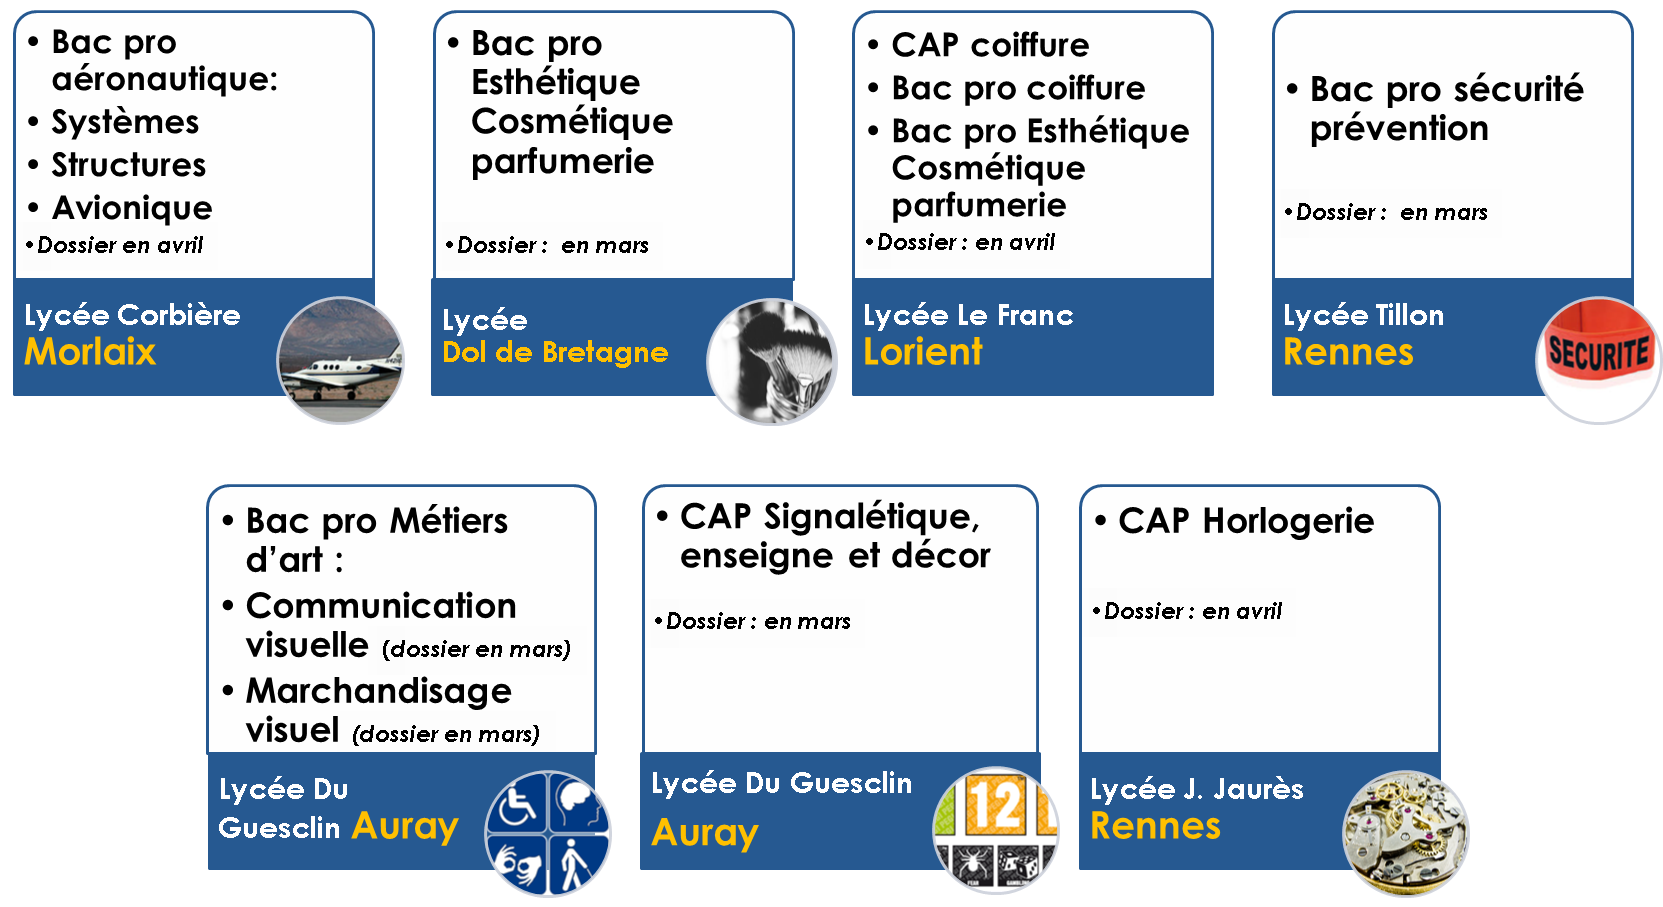 • Bac pro
aéronautique:
• Systèmes
• Structures
• Avionique
•Dossier en avril
Lycée Corbière
Morlaix
• Bac pro
Esthétique
Cosmétique
parfumerie
•Dossier : en mars
Lycée
Dol de Bretagne
• CAP coiffure
• Bac pro coiffure
• Bac pro Esthétique
Cosmétique
parfumerie
•Dossier : en avril
Lycée Le Franc
Lorient
• Bac pro sécurité
prévention
•Dossier : en mars
Lycée Tillon
Rennes
SECURITE
• Bac pro Métiers
d’art :
• Communication
visuelle (dossier en mars)
• Marchandisage
visuel (dossier en mars)
Lycée Du
Guesclin Auray
• CAP Signalétique,
enseigne et décor
•Dossier : en mars
Lycée Du Guesclin
Auray
12
FEAR
GAMBLING
• CAP Horlogerie
•Dossier : en avril
Lycée J. Jaurès
Rennes